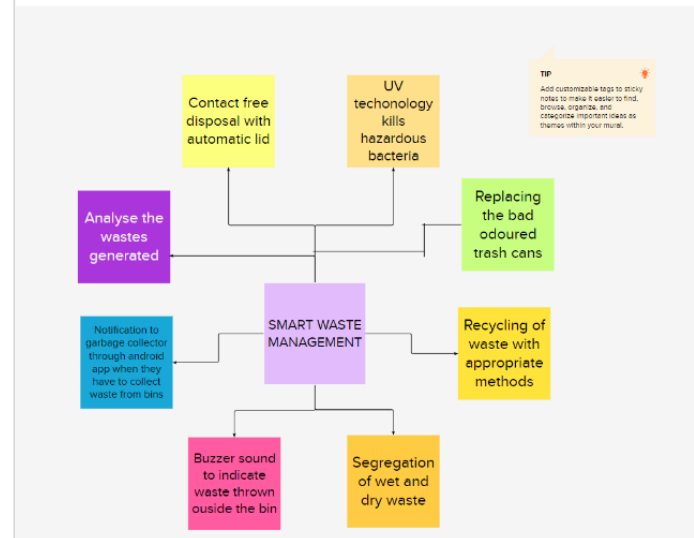 TIP
Add customizable tags to sticky
notes to make it easier to find,
browse, organize, and
categorize important ideas as
themes within your mural.
Contact free
disposal with
automatic lid
UV
techonology
kills
hazardous
bacteria
Analyse the
wastes
generated
Replacing
the bad
odoured
trash cans
SMART WASTE
MANAGEMENT
Notification to
garbage collector
through android
app when they
have to collect
waste from bins
Recycling of
waste with
appropriate
methods
Buzzer sound
to indicate
waste thrown
ouside the bin
Segregation
of wet and
dry waste